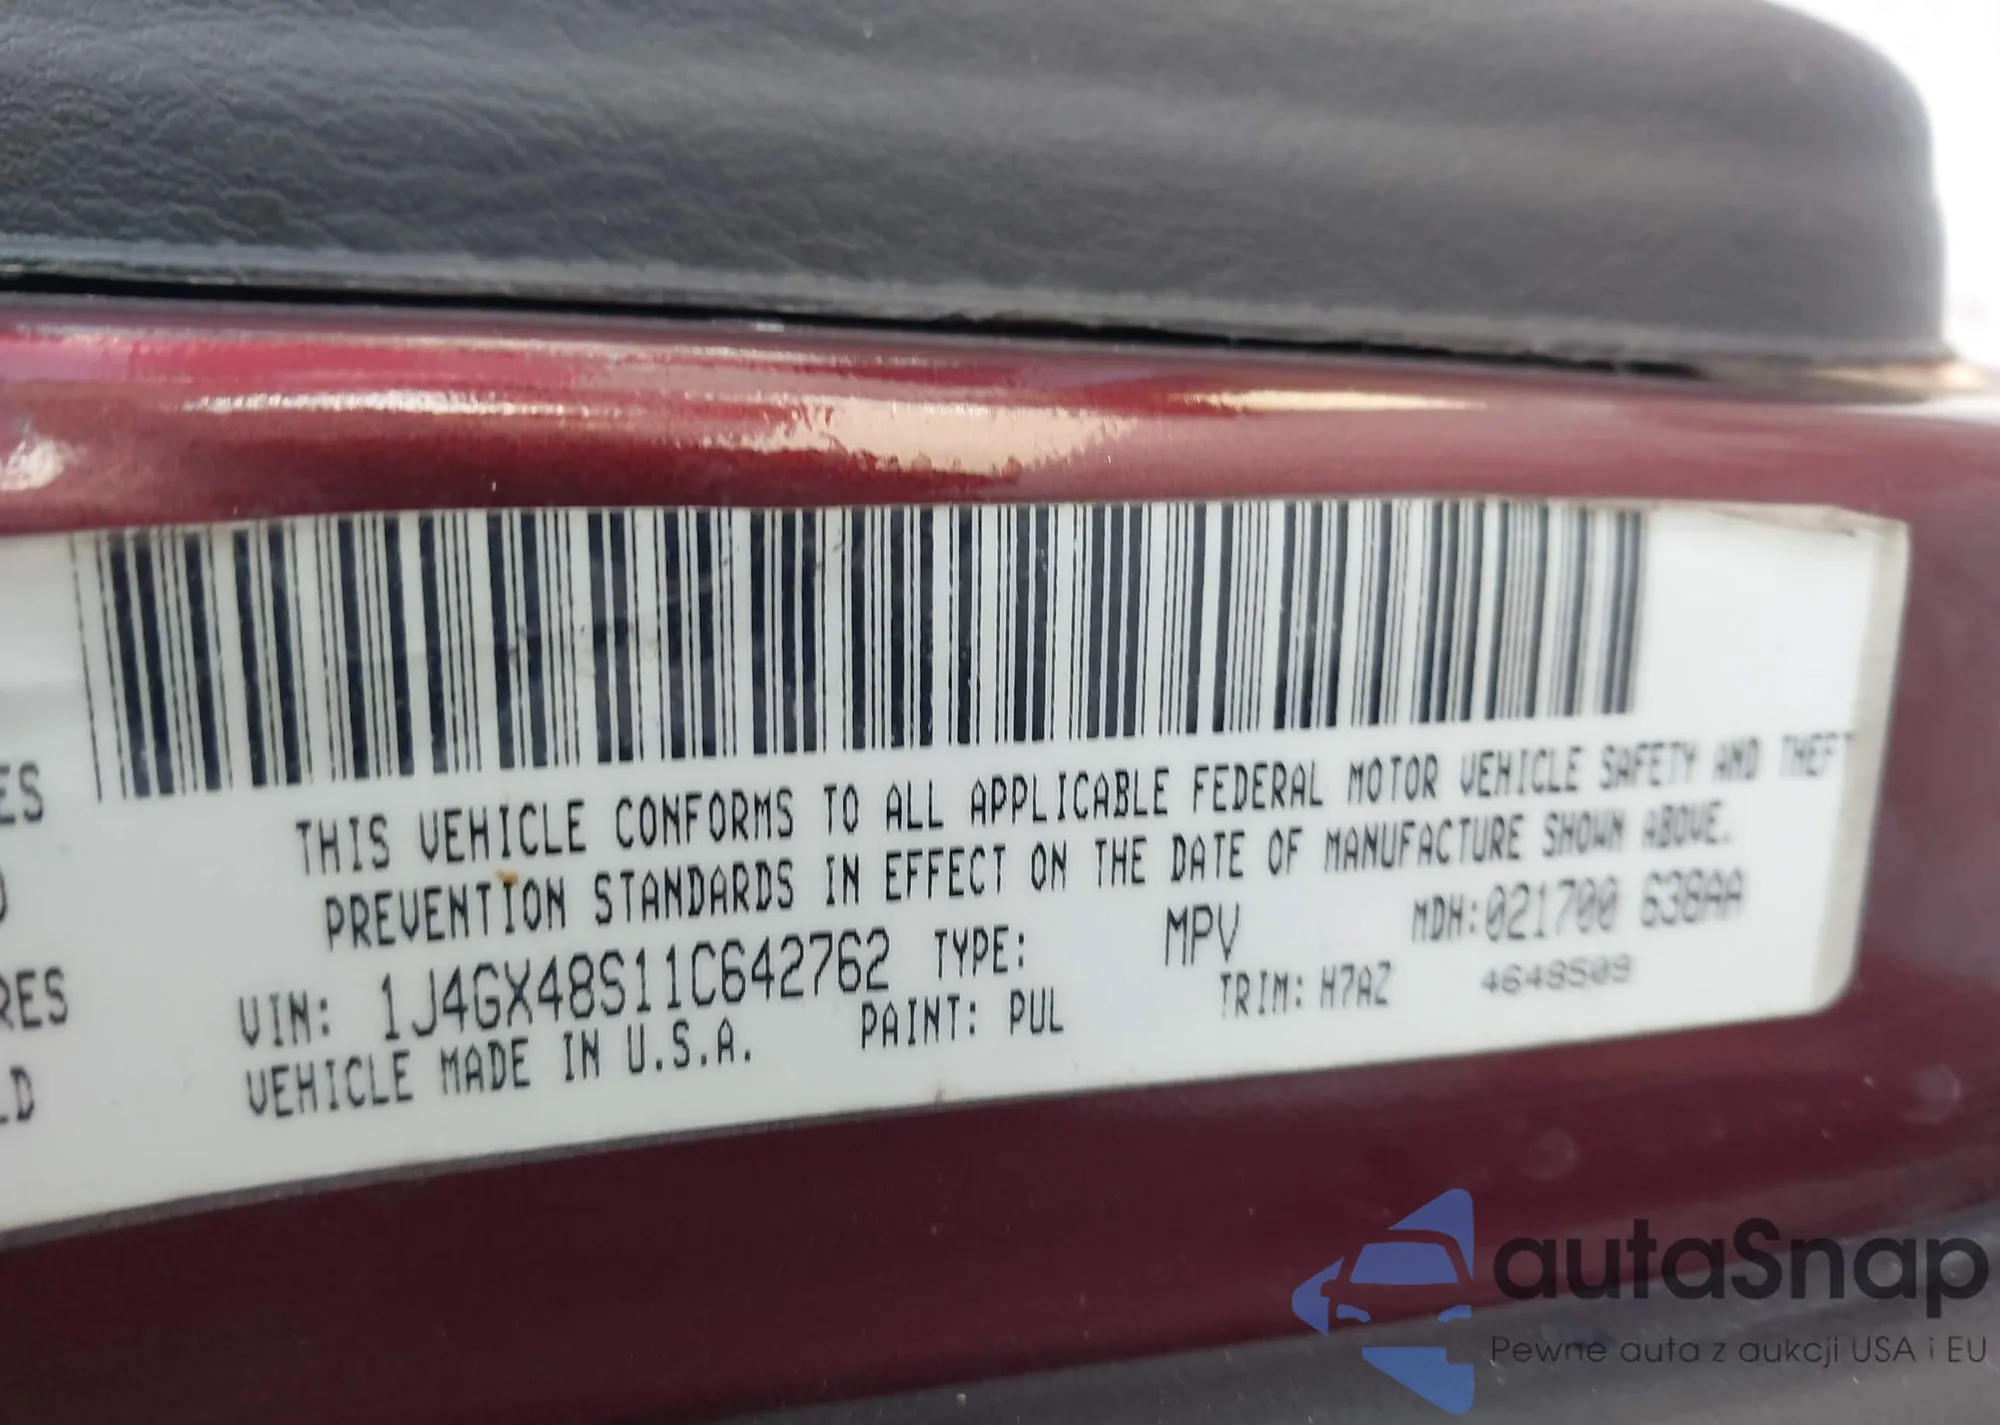 ES
THIS VEHICLE CONFORMS TO ALL APPLICABLE FEDERAL MOTOR VEHICLE SAFETY AND THEFT
PREVENTION STANDARDS IN EFFECT ON THE DATE OF MANUFACTURE SHOWN ABOVE.
VIN: 1J4GX48S11C642762 TYPE: MPV MDH:021700 638AA
RES
VEHICLE MADE IN U.S.A. PAINT: PUL TRIM: H7AZ 4648509
LD
autaSnap
Pewne auta z aukcji USA i EU